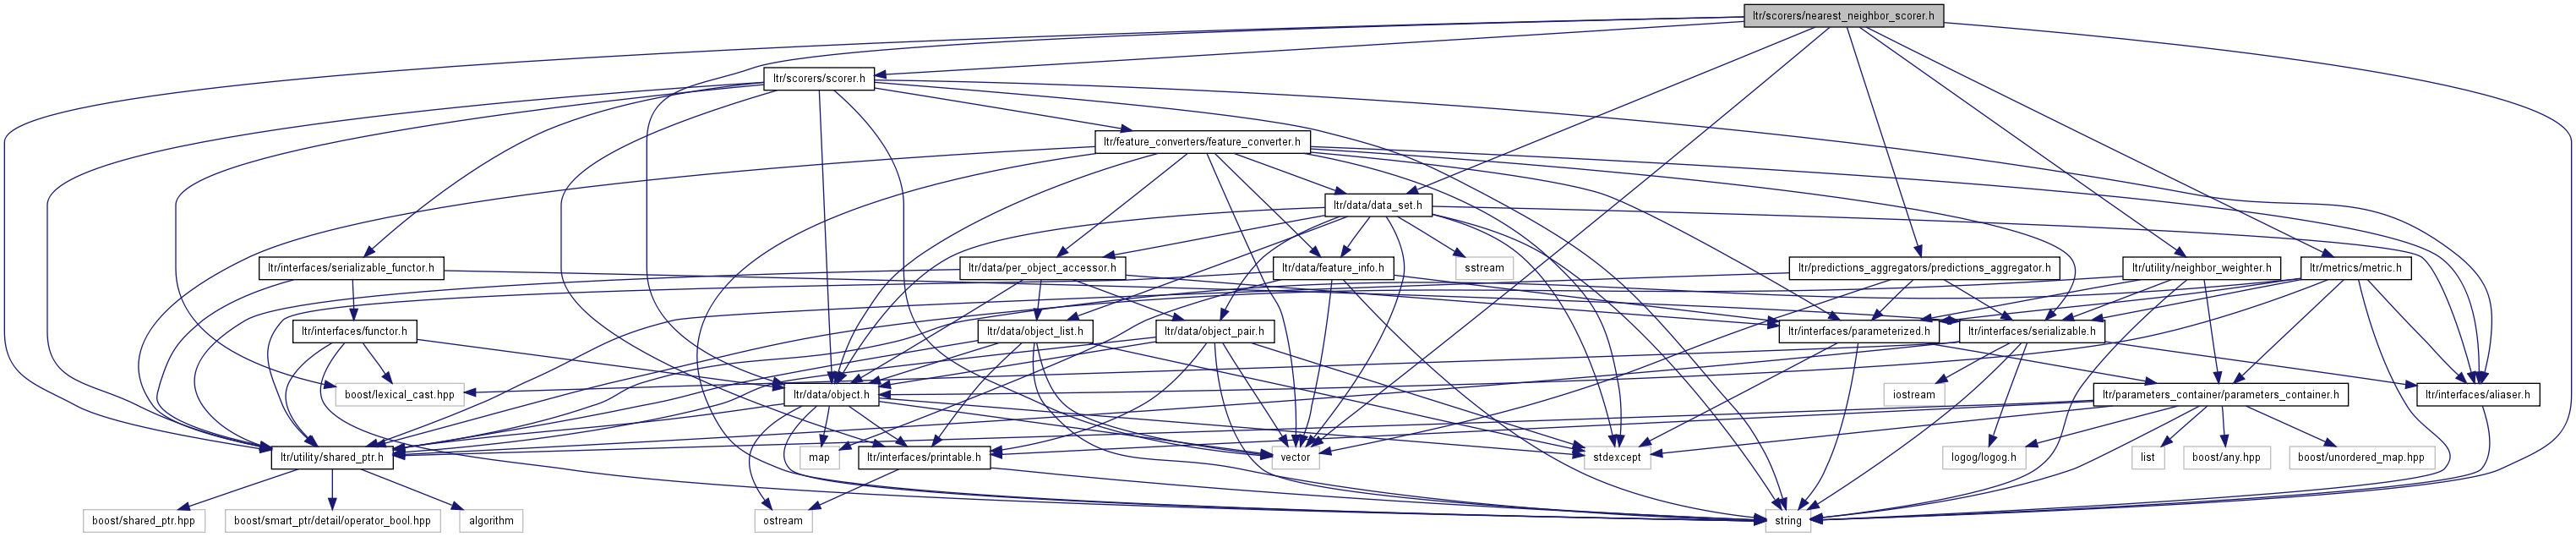 ltr/scorers/nearest_neighbor_scorer.h
ltr/scorers/scorer.h
ltr/feature_converters/feature_converter.h
ltr/data/data_set.h
ltr/interfaces/serializable_functor.h
ltr/data/per_object_accessor.h
ltr/data/feature_info.h
sstream
ltr/predictions_aggregators/predictions_aggregator.h
ltr/utility/neighbor_weighter.h
ltr/metrics/metric.h
ltr/interfaces/functor.h
ltr/data/object_list.h
ltr/data/object_pair.h
ltr/interfaces/parameterized.h
ltr/interfaces/serializable.h
boost/lexical_cast.hpp
ltr/data/object.h
iostream
ltr/parameters_container/parameters_container.h
ltr/interfaces/aliaser.h
ltr/utility/shared_ptr.h
map
ltr/interfaces/printable.h
vector
stdexcept
logog/logog.h
list
boost/any.hpp
boost/unordered_map.hpp
boost/shared_ptr.hpp
boost/smart_ptr/detail/operator_bool.hpp
algorithm
ostream
string